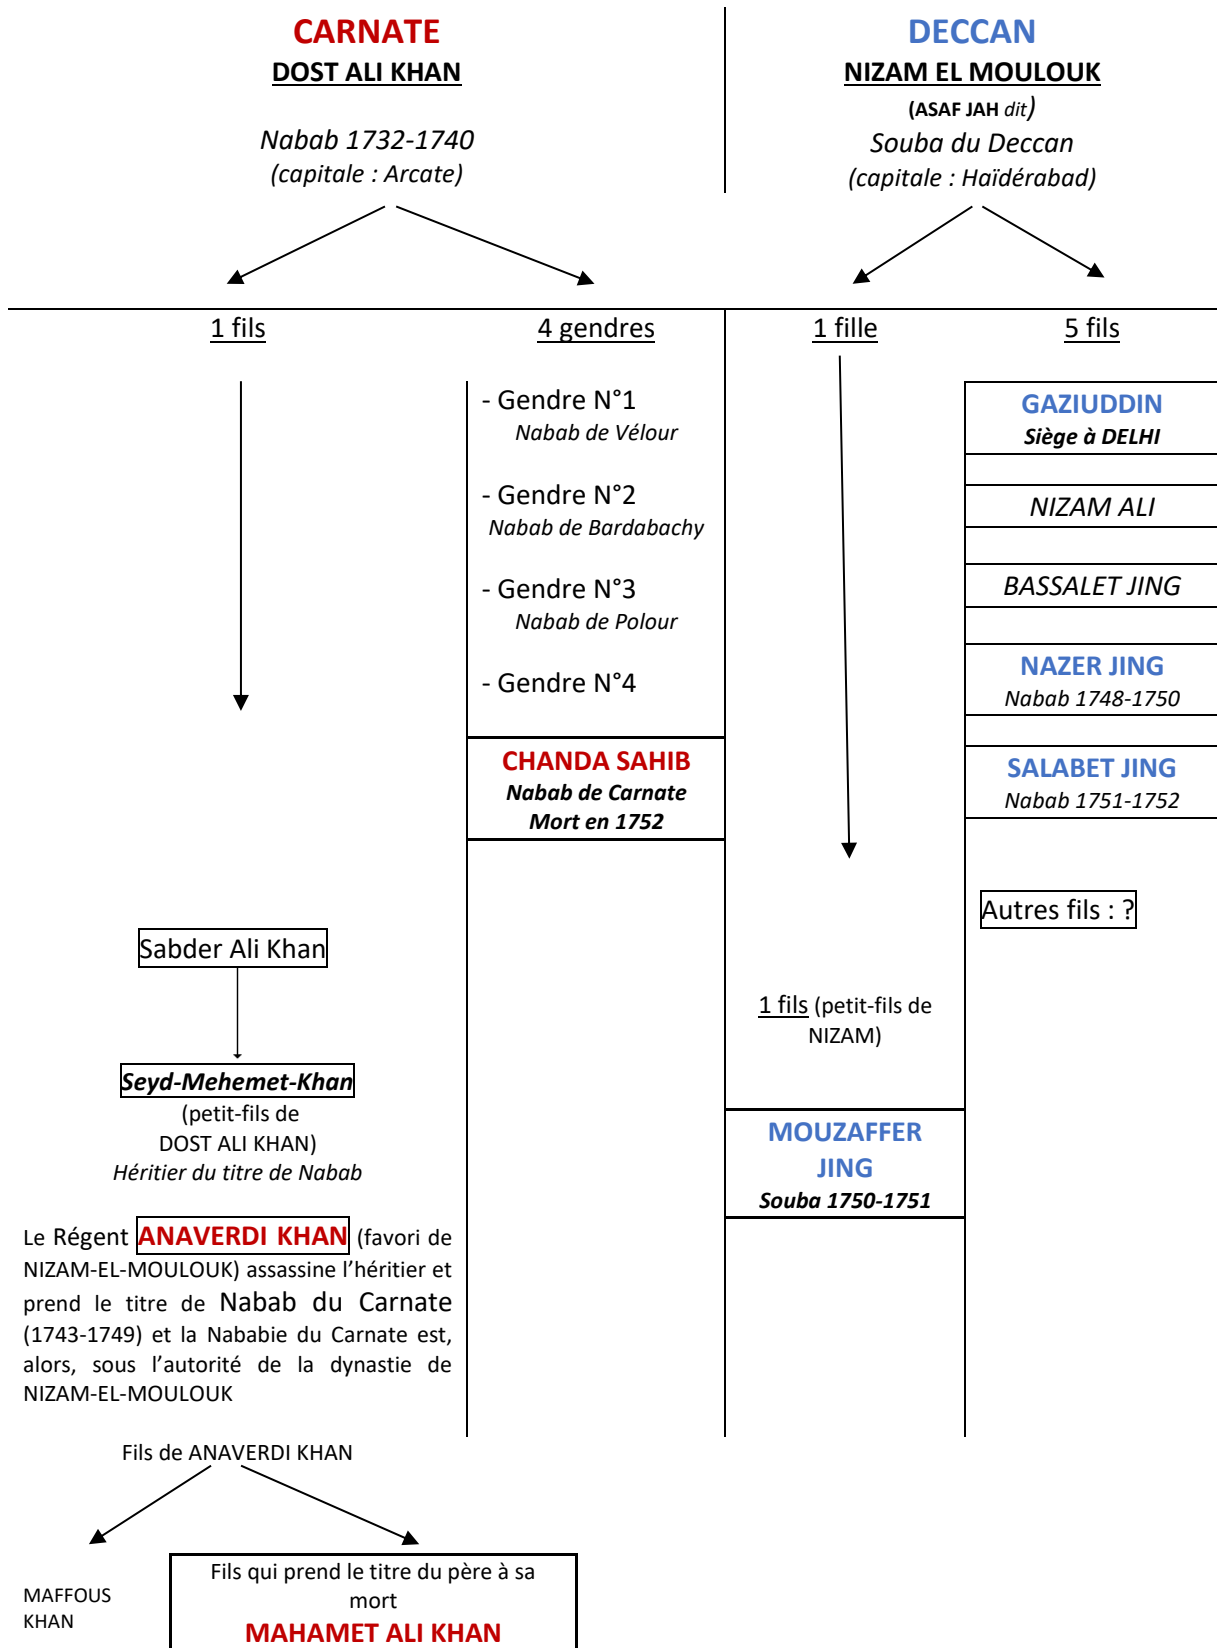 CARNATE
DOST ALI KHAN
Nabab 1732-1740
(capitale : Arcate)
DECCAN
NIZAM EL MOULOUK
(ASAF JAH dit)
Souba du Deccan
(capitale : Haïdérabad)
1 fils
4 gendres
1 fille
5 fils
- Gendre N°1
Nabab de Vélour
- Gendre N°2
Nabab de Bardabachy
- Gendre N°3
Nabab de Polour
- Gendre N°4
CHANDA SAHIB
Nabab de Carnate
Mort en 1752
GAZIUDDIN
Siège à DELHI
NIZAM ALI
BASSALET JING
NAZER JING
Nabab 1748-1750
SALABET JING
Nabab 1751-1752
Autres fils : ?
Sabder Ali Khan
Seyd-Mehemet-Khan
(petit-fils de
DOST ALI KHAN)
Héritier du titre de Nabab
1 fils (petit-fils de
NIZAM)
MOUZAFFER
JING
Souba 1750-1751
Le Régent ANAVERDI KHAN (favori de
NIZAM-EL-MOULOUK) assassine l’héritier et
prend le titre de Nabab du Carnate
(1743-1749) et la Nababie du Carnate est,
alors, sous l’autorité de la dynastie de
NIZAM-EL-MOULOUK
Fils de ANAVERDI KHAN
MAFFOUS
KHAN
Fils qui prend le titre du père à sa
mort
MAHAMET ALI KHAN